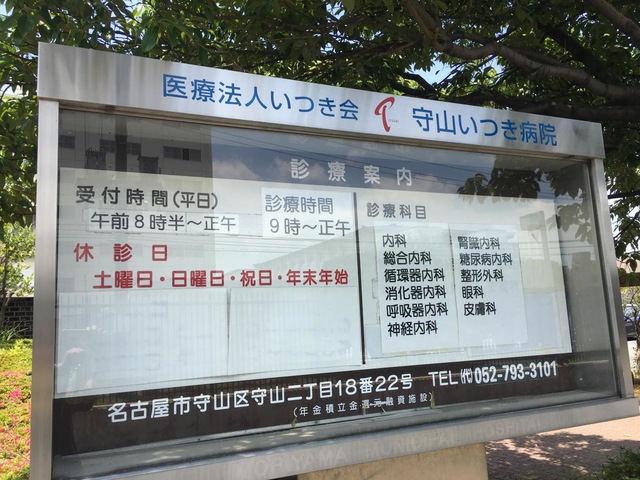 医療法人いつき会 守山いつき病院
診療案内
受付時間(平日)
午前8時半～正午
診療時間
9時～正午
休診日
土曜日・日曜日・祝日・年末年始
診療科目
内科
総合内科
循環器内科
消化器内科
呼吸器内科
神経内科
腎臓内科
糖尿病内科
整形外科
眼科
皮膚科
名古屋市守山区守山二丁目18番22号 TEL(代)052-793-3101
(年金積立金還元融資施設)